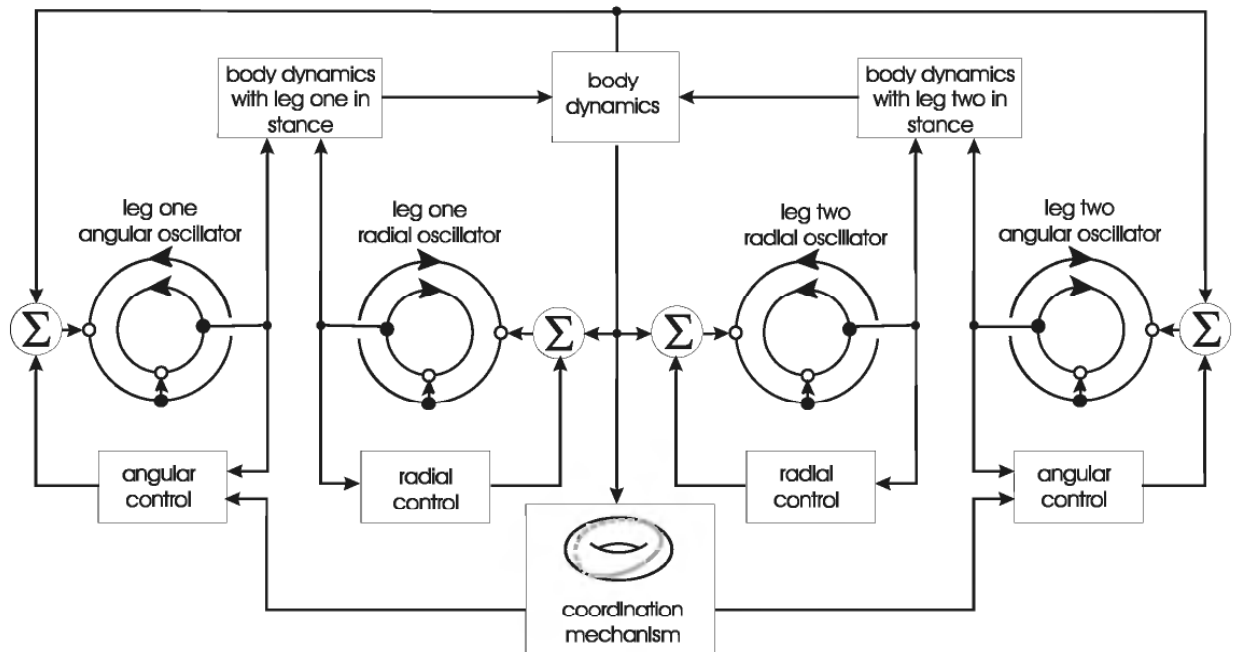 body dynamics
with leg one in
stance
body
dynamics
body dynamics
with leg two in
stance
leg one
angular oscillator
leg one
radial oscillator
leg two
radial oscillator
leg two
angular oscillator
Σ
Σ
Σ
Σ
angular
control
radial
control
radial
control
angular
control
coordination
mechanism